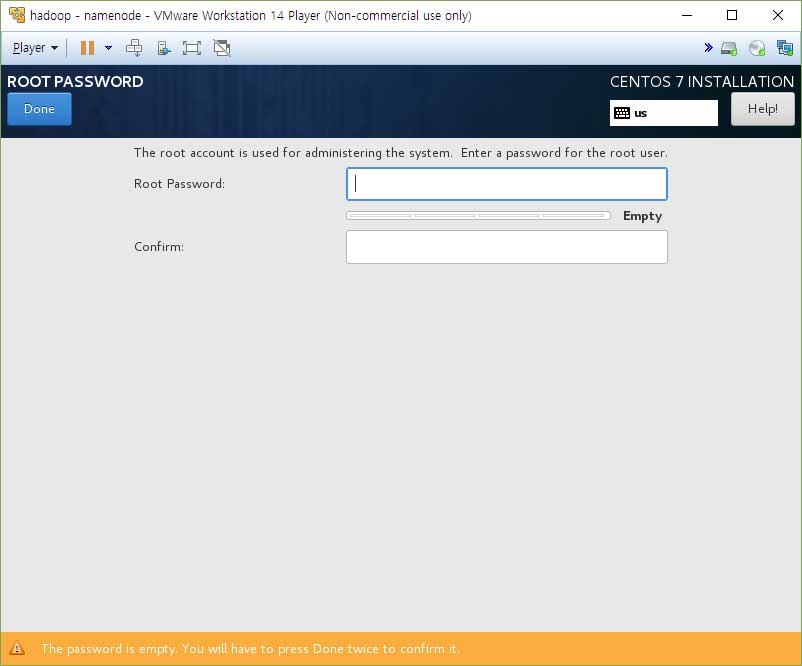 hadoop - namenode - VMware Workstation 14 Player (Non-commercial use only)
Player
ROOT PASSWORD
CENTOS 7 INSTALLATION
Done
us
Help!
The root account is used for administering the system.  Enter a password for the root user.
Root Password:
Empty
Confirm:
The password is empty. You will have to press Done twice to confirm it.